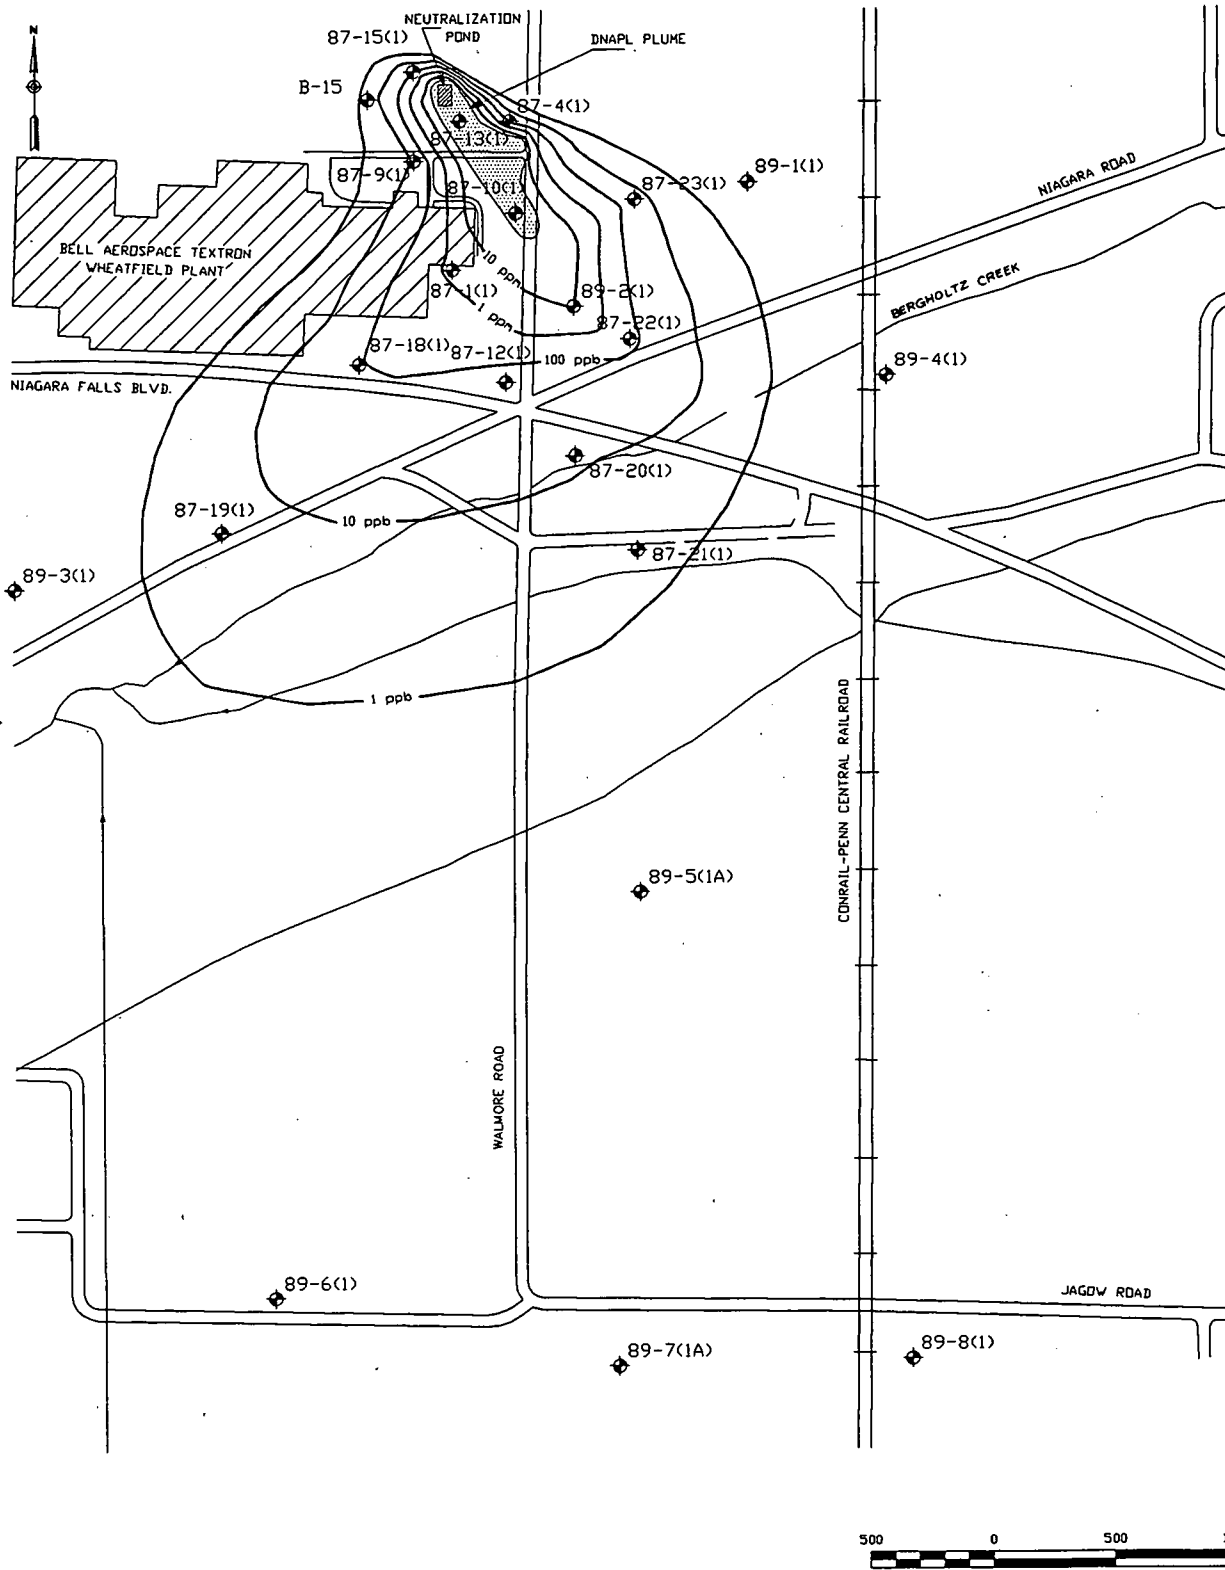 N
NEUTRALIZATION
POND
87-15(1)
DNAPL PLUME
B-15
87-4(1)
87-13(1)
87-9(1)
87-10(1)
87-23(1)
89-1(1)
NIAGARA ROAD
BELL AEROSPACE TEXTRON
WHEATFIELD PLANT
10 ppm
87-1(1)
1 ppm
89-2(1)
BERGHOLTZ CREEK
87-22(1)
87-18(1)
87-12(1)
100 ppb
89-4(1)
NIAGARA FALLS BLVD.
87-20(1)
87-19(1)
10 ppb
87-21(1)
89-3(1)
1 ppb
CONRAIL-PENN CENTRAL RAILROAD
89-5(1A)
WALMORE ROAD
89-6(1)
JAGOW ROAD
89-7(1A)
89-8(1)
500 0 500